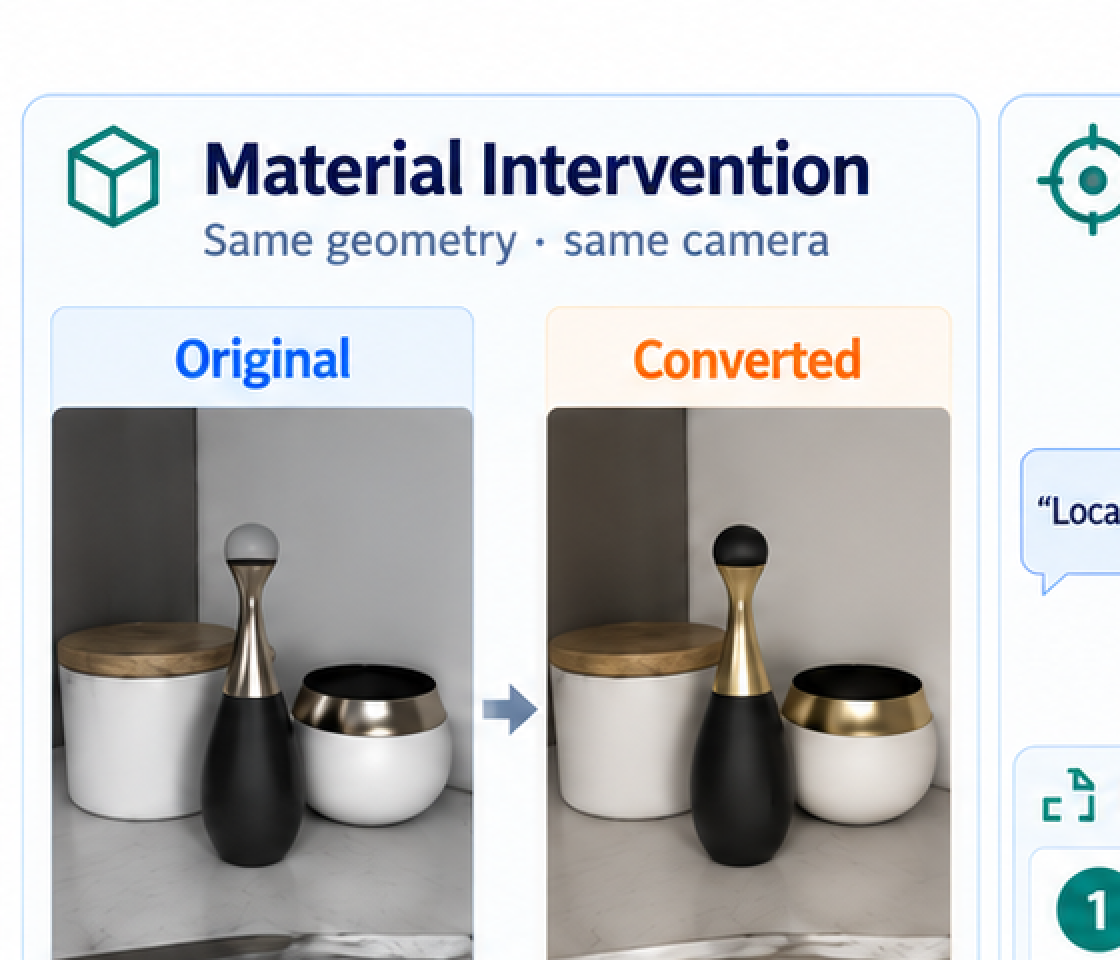 Material Intervention
Same geometry · same camera
Original
Converted
“Loca
1